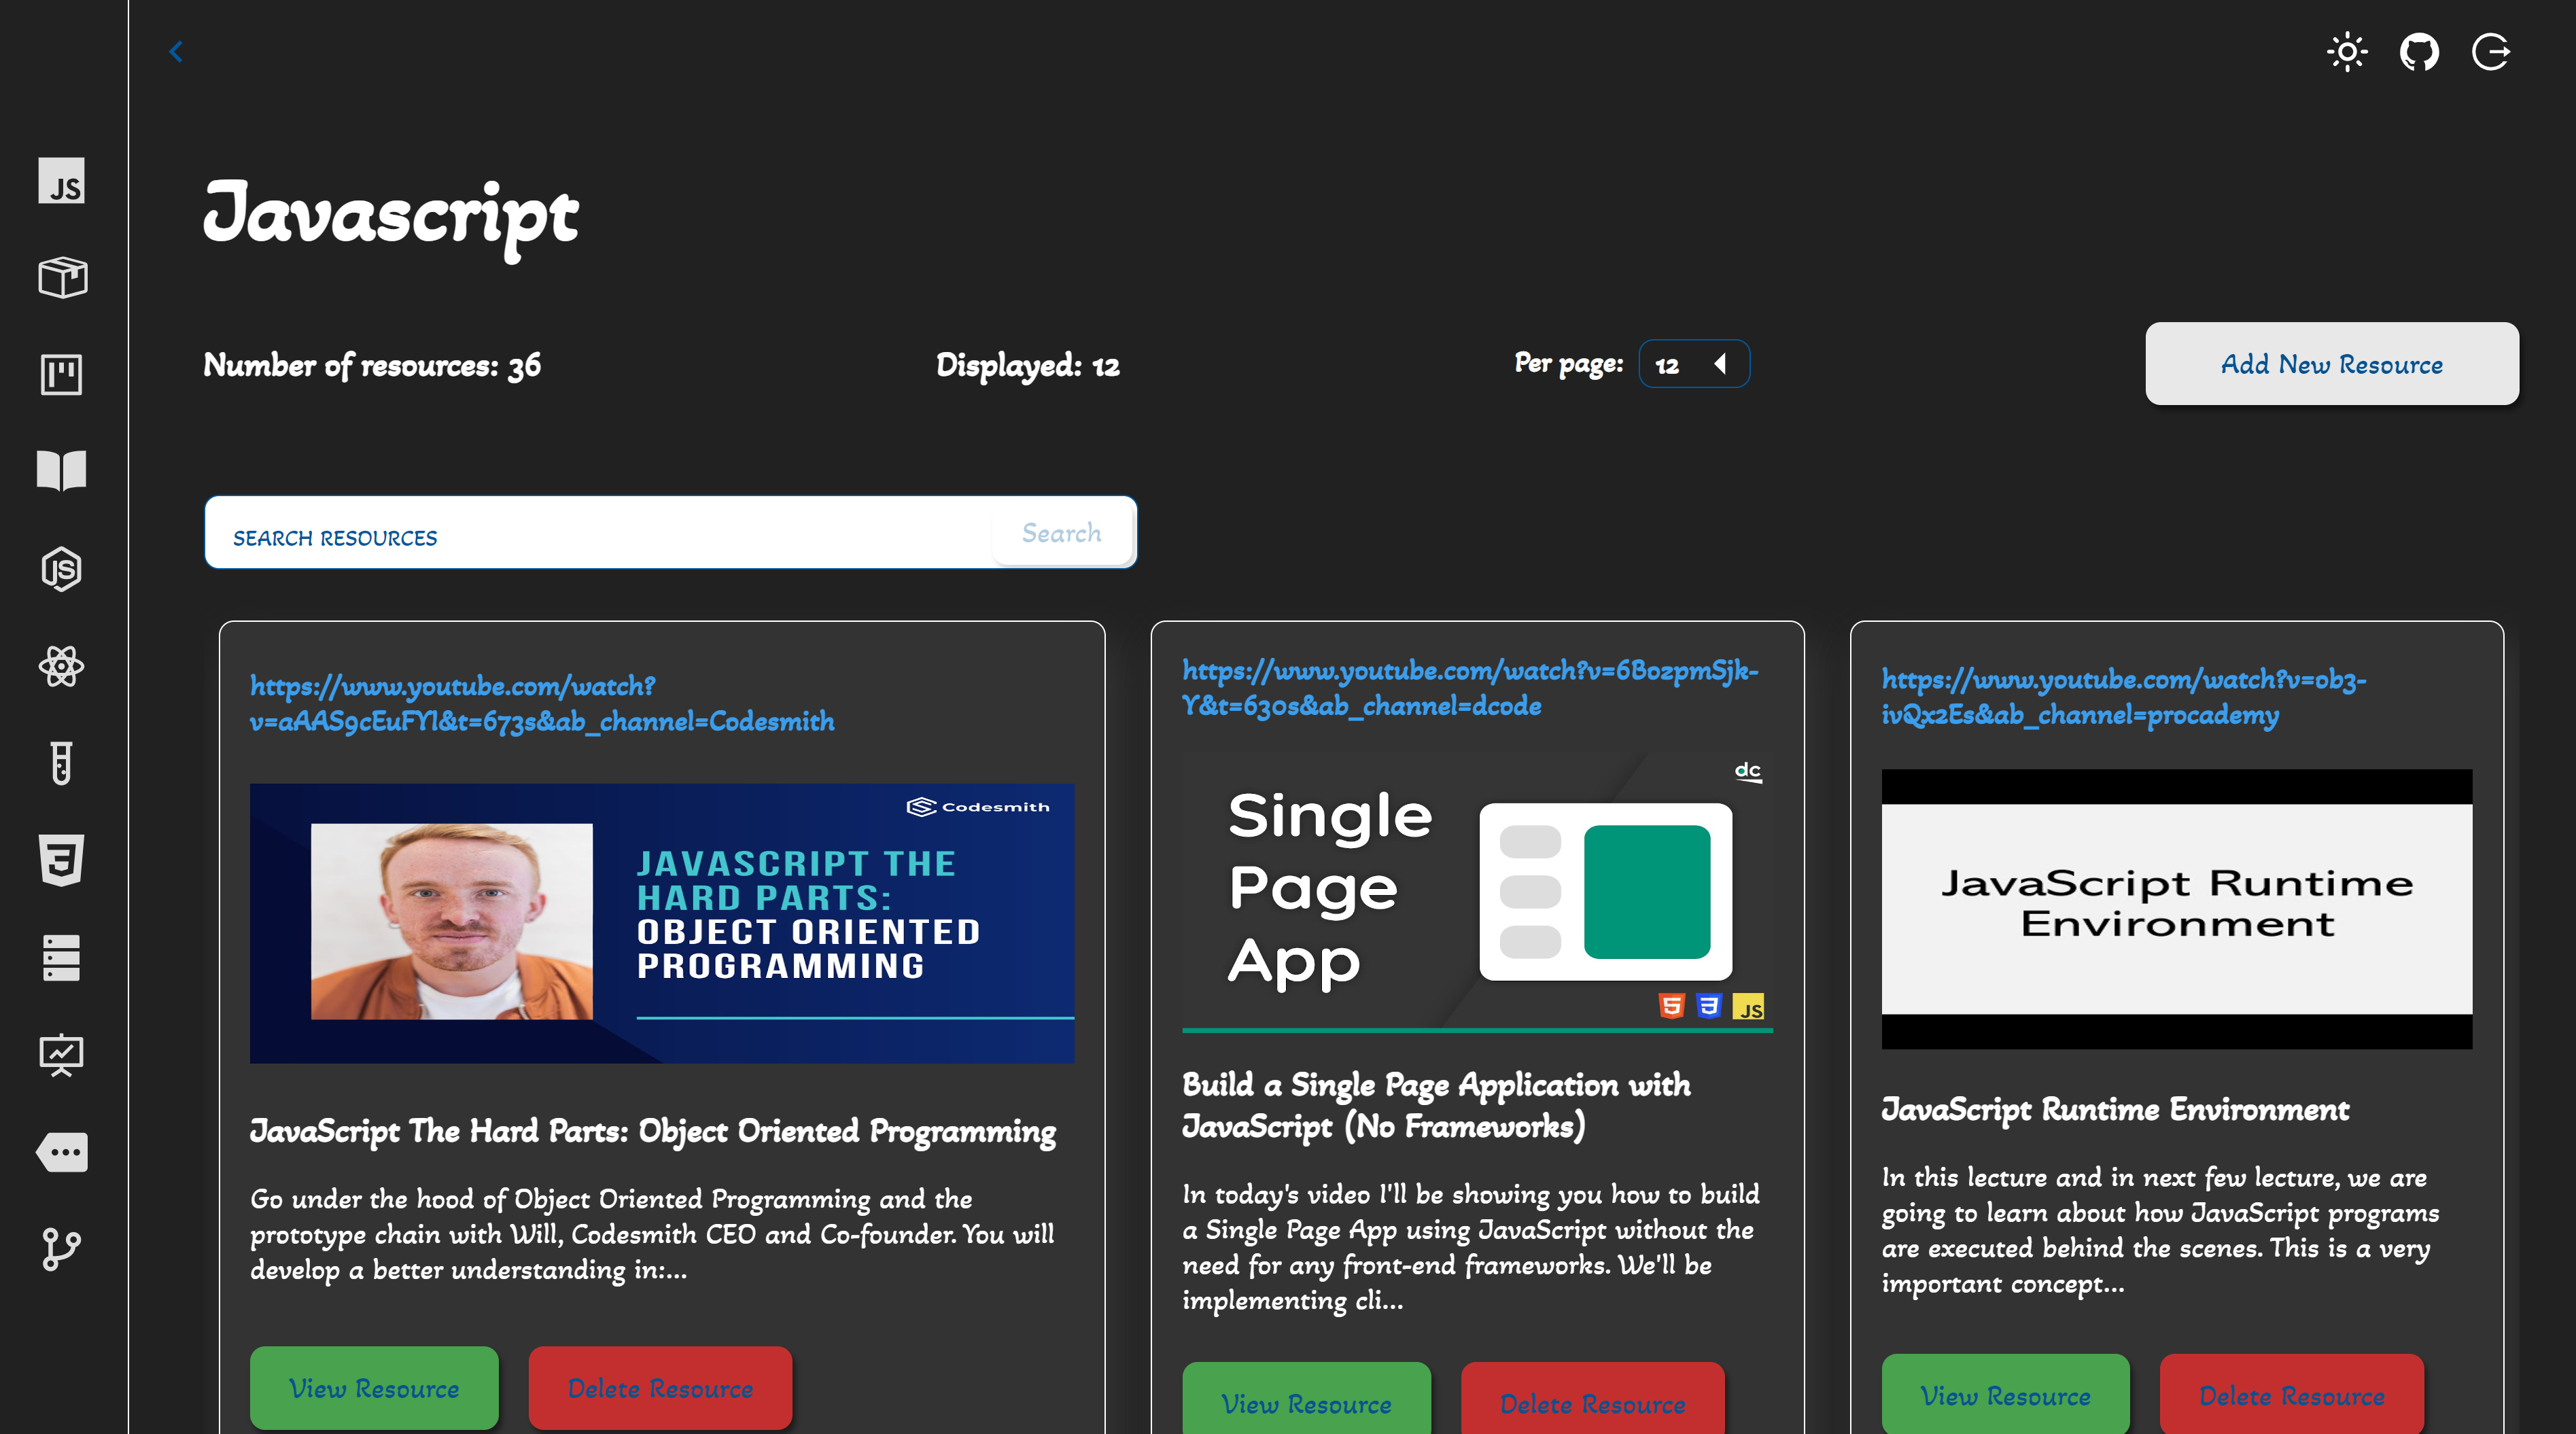 JS
Javascript
Number of resources: 36
Displayed: 12
Per page: 12
Add New Resource
SEARCH RESOURCES
Search
JS
3
https://www.youtube.com/watch?
v=aAAS9cEuFYI&t=673s&ab_channel=Codesmith
Codesmith
JAVASCRIPT THE
HARD PARTS:
OBJECT ORIENTED
PROGRAMMING
JavaScript The Hard Parts: Object Oriented Programming
Go under the hood of Object Oriented Programming and the
prototype chain with Will, Codesmith CEO and Co-founder. You will
develop a better understanding in:...
View Resource
Delete Resource
https://www.youtube.com/watch?v=6BozpmSjk-
Y&t=630s&ab_channel=dcode
dc
Single
Page
App
5
3
JS
Build a Single Page Application with
JavaScript (No Frameworks)
In today's video I'll be showing you how to build
a Single Page App using JavaScript without the
need for any front-end frameworks. We'll be
implementing cli...
View Resource
Delete Resource
https://www.youtube.com/watch?v=0b3-
ivQx2Es&ab_channel=procademy
JavaScript Runtime
Environment
JavaScript Runtime Environment
In this lecture and in next few lecture, we are
going to learn about how JavaScript programs
are executed behind the scenes. This is a very
important concept...
View Resource
Delete Resource